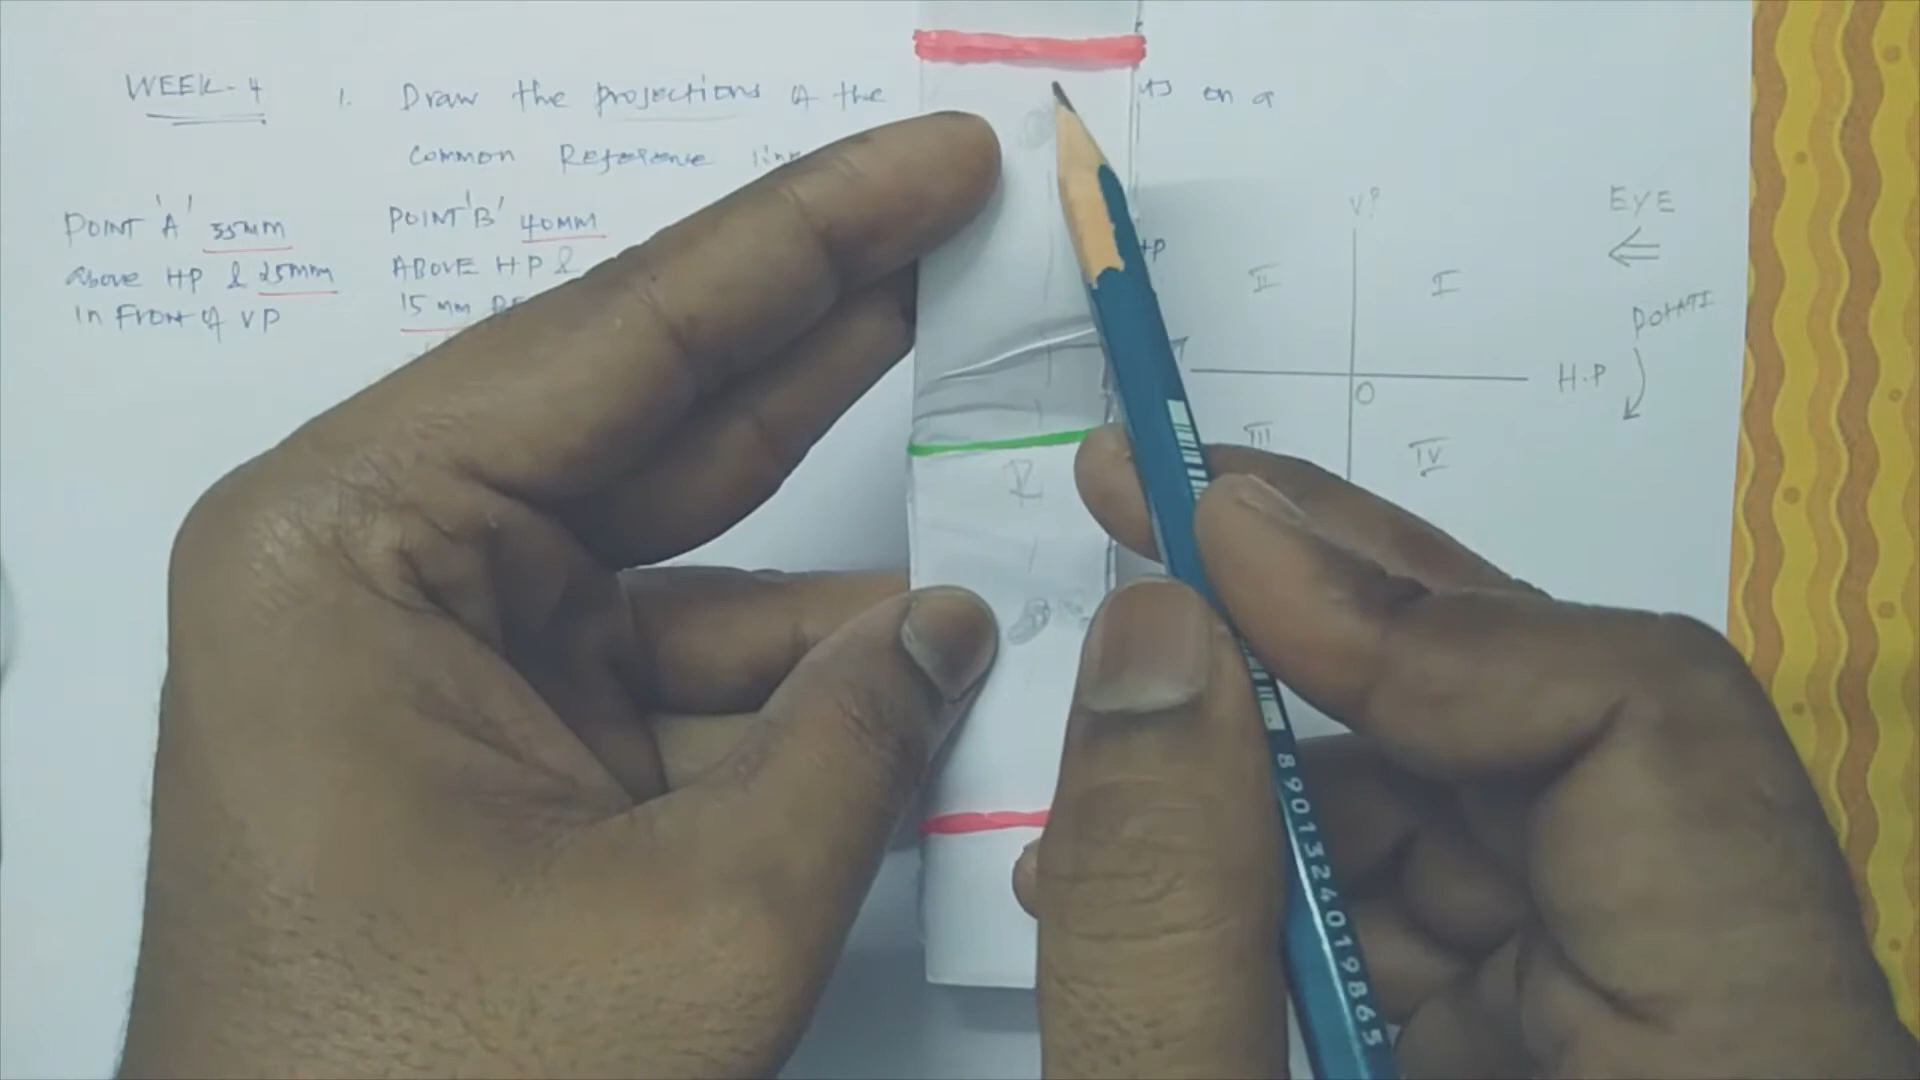 WEEK-4
1. Draw the projections of the
on a
Common Reference line
POINT 'A' 35MM
above HP & 25mm
in Front of VP
POINT 'B' 40MM
ABOVE HP &
15 mm
HP
V.P
EYE
II
I
H.P
O
III
IV
R
8901324019865